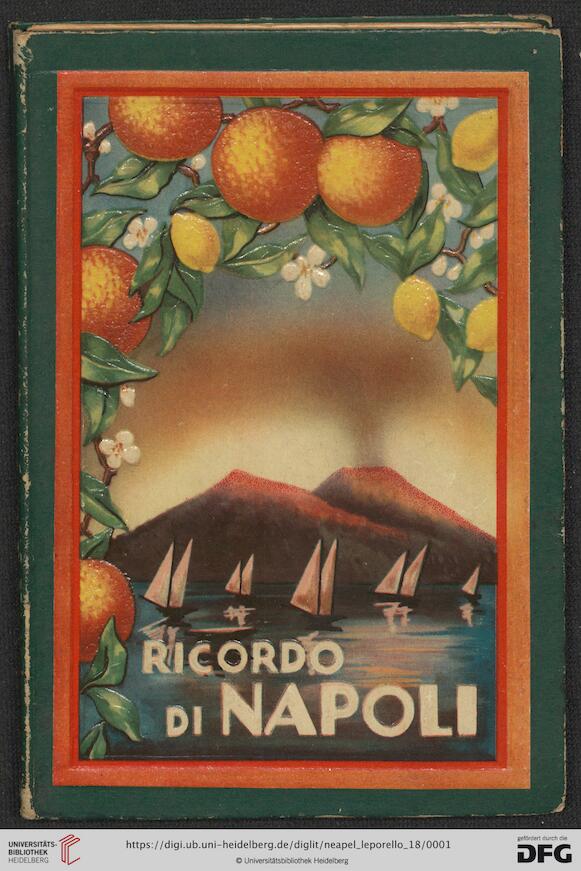 RICORDO
DI NAPOLI
UNIVERSITÄTS-
BIBLIOTHEK
HEIDELBERG
https://digi.ub.uni-heidelberg.de/diglit/neapel_leporello_18/0001
© Universitätsbibliothek Heidelberg
gefördert durch die
DFG